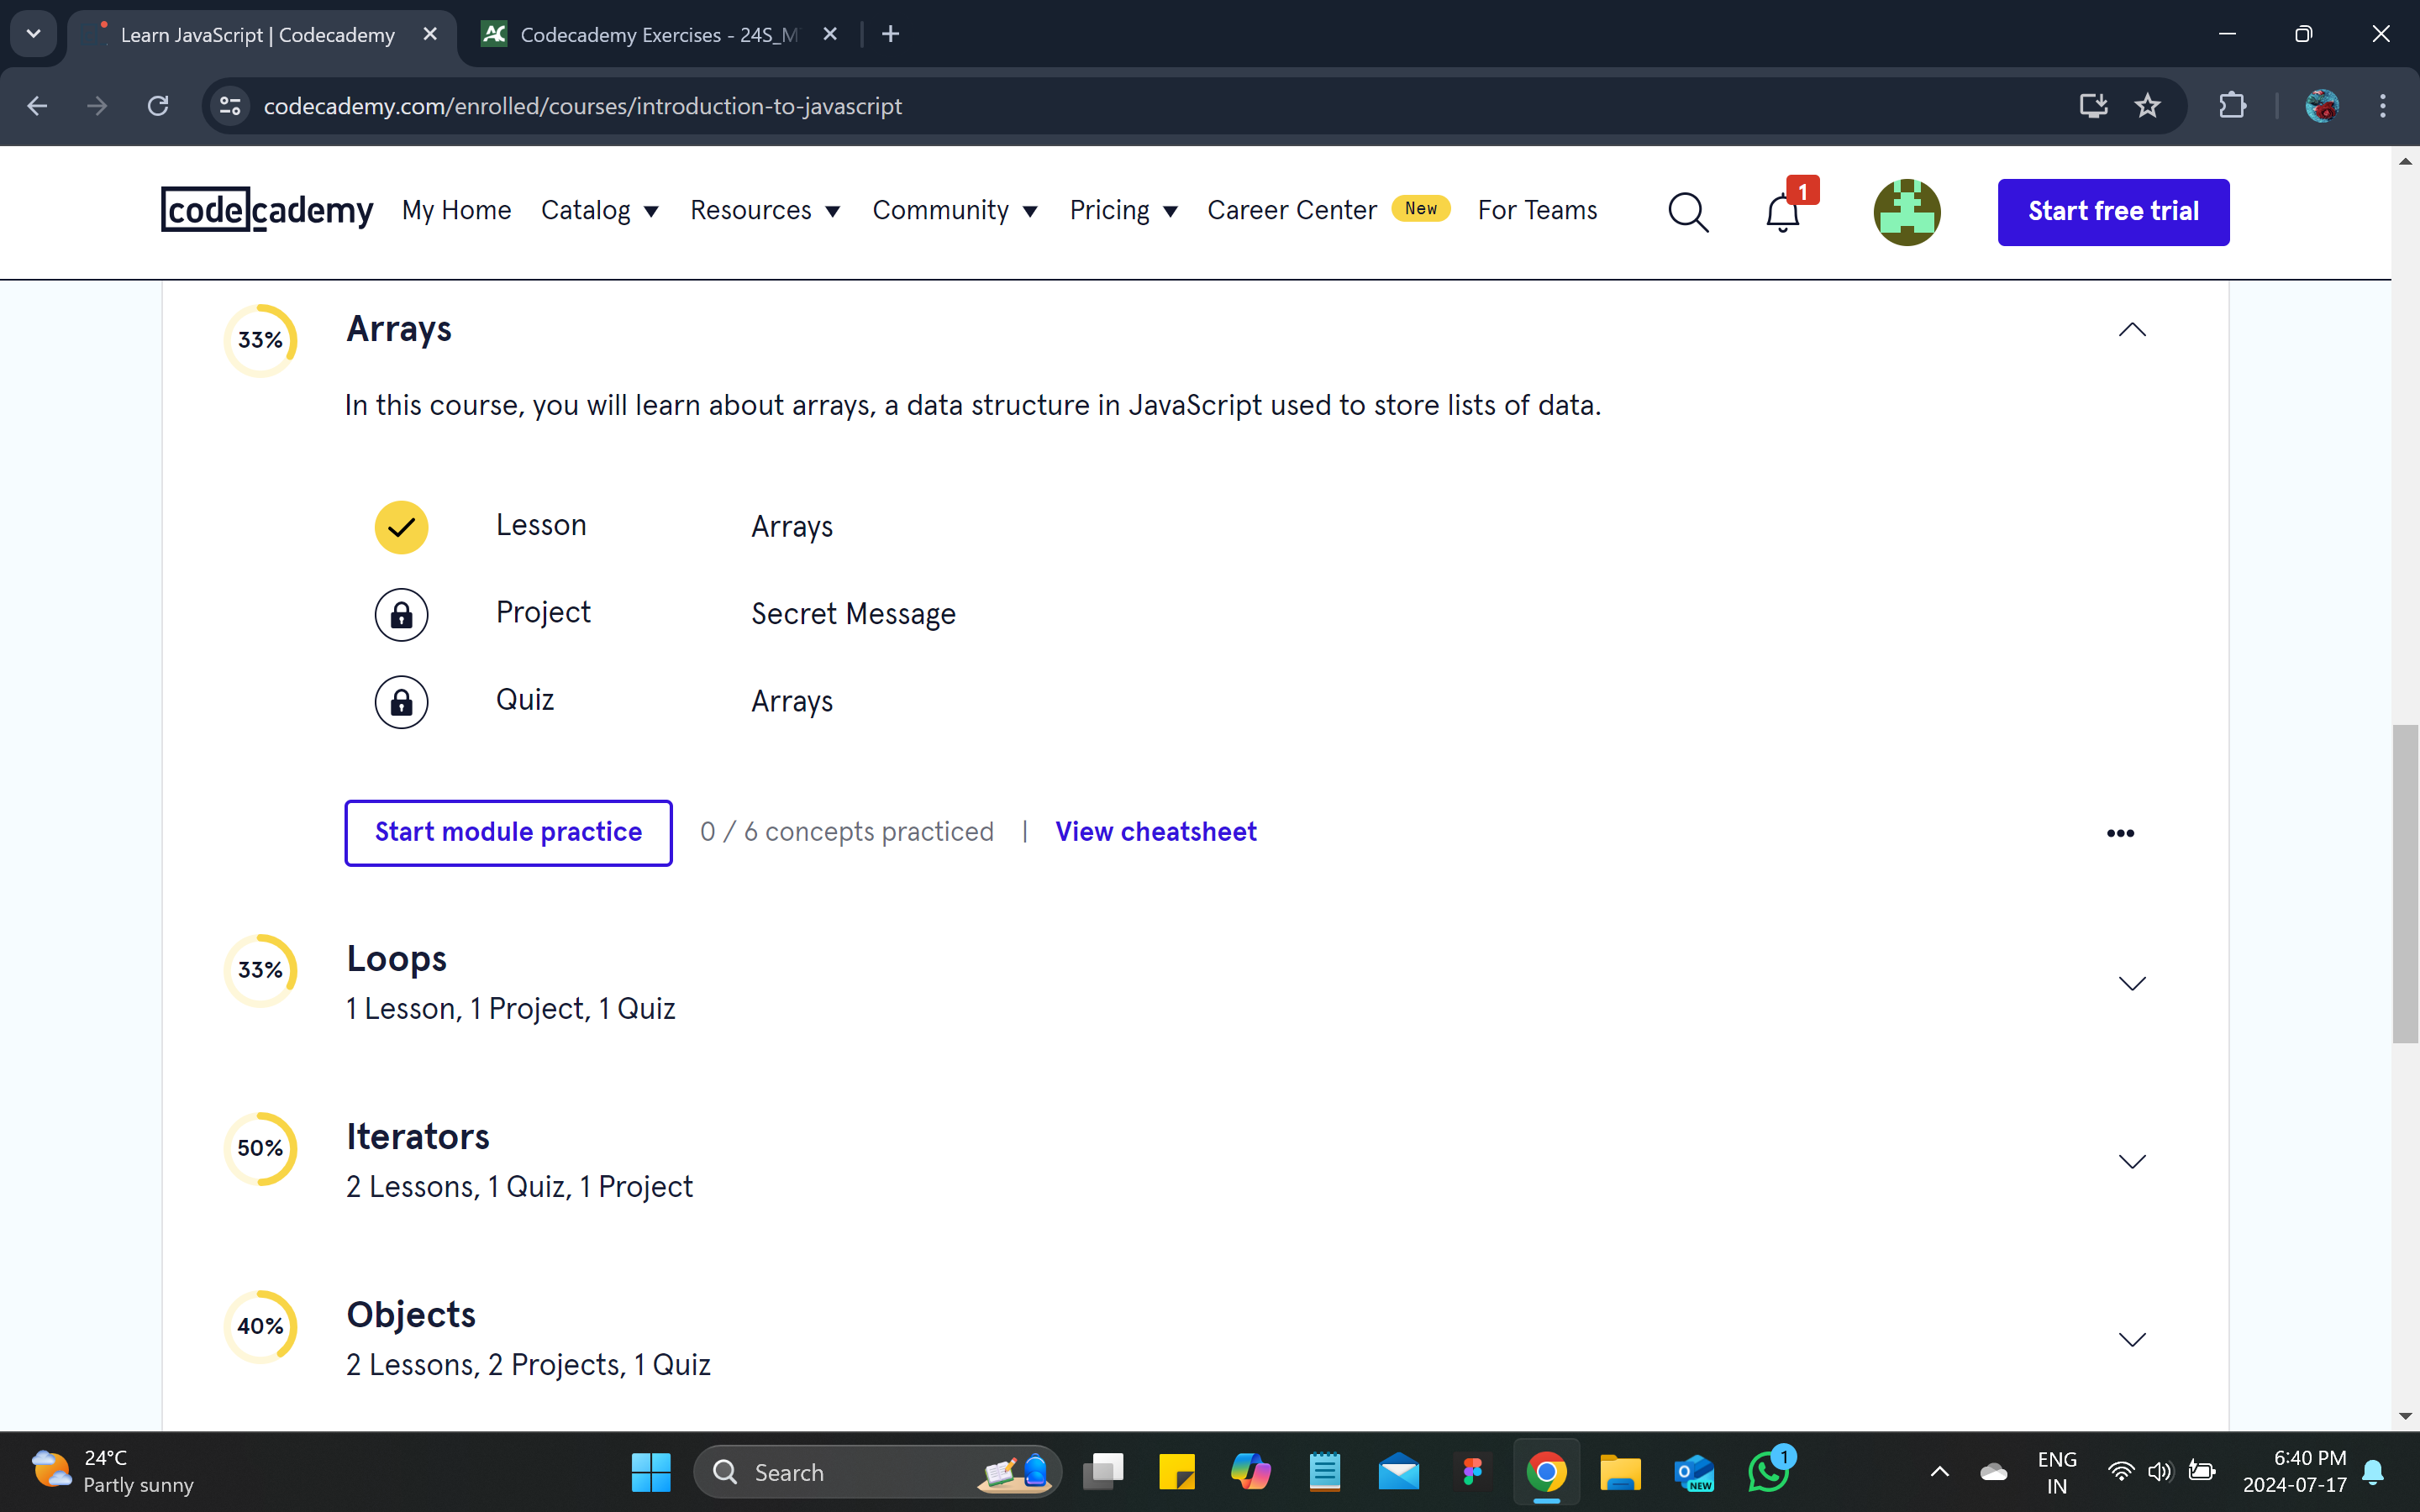 Learn JavaScript | Codecademy
Codecademy Exercises - 24S_M
codecademy.com/enrolled/courses/introduction-to-javascript
codecademy My Home Catalog Resources Community Pricing Career Center New For Teams 1 Start free trial
33% Arrays
In this course, you will learn about arrays, a data structure in JavaScript used to store lists of data.
Lesson Arrays
Project Secret Message
Quiz Arrays
Start module practice 0 / 6 concepts practiced | View cheatsheet
33% Loops
1 Lesson, 1 Project, 1 Quiz
50% Iterators
2 Lessons, 1 Quiz, 1 Project
40% Objects
2 Lessons, 2 Projects, 1 Quiz
24°C
Partly sunny
Search
NEW
1
ENG
IN
6:40 PM
2024-07-17